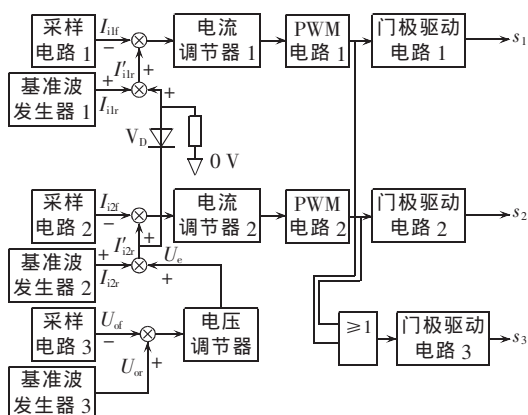 采样
电路 1
I_i1f
−
电流
调节器 1
PWM
电路 1
门极驱动
电路 1
s_1
I'_i1r
+
基准波
发生器 1
+
I_i1r
+
V_D
0 V
采样
电路 2
I_i2f
−
电流
调节器 2
PWM
电路 2
门极驱动
电路 2
s_2
I'_i2r
+
基准波
发生器 2
+
I_i2r
U_e
+
采样
电路 3
U_of
−
电压
调节器
≥1
门极驱动
电路 3
s_3
基准波
发生器 3
U_or
+